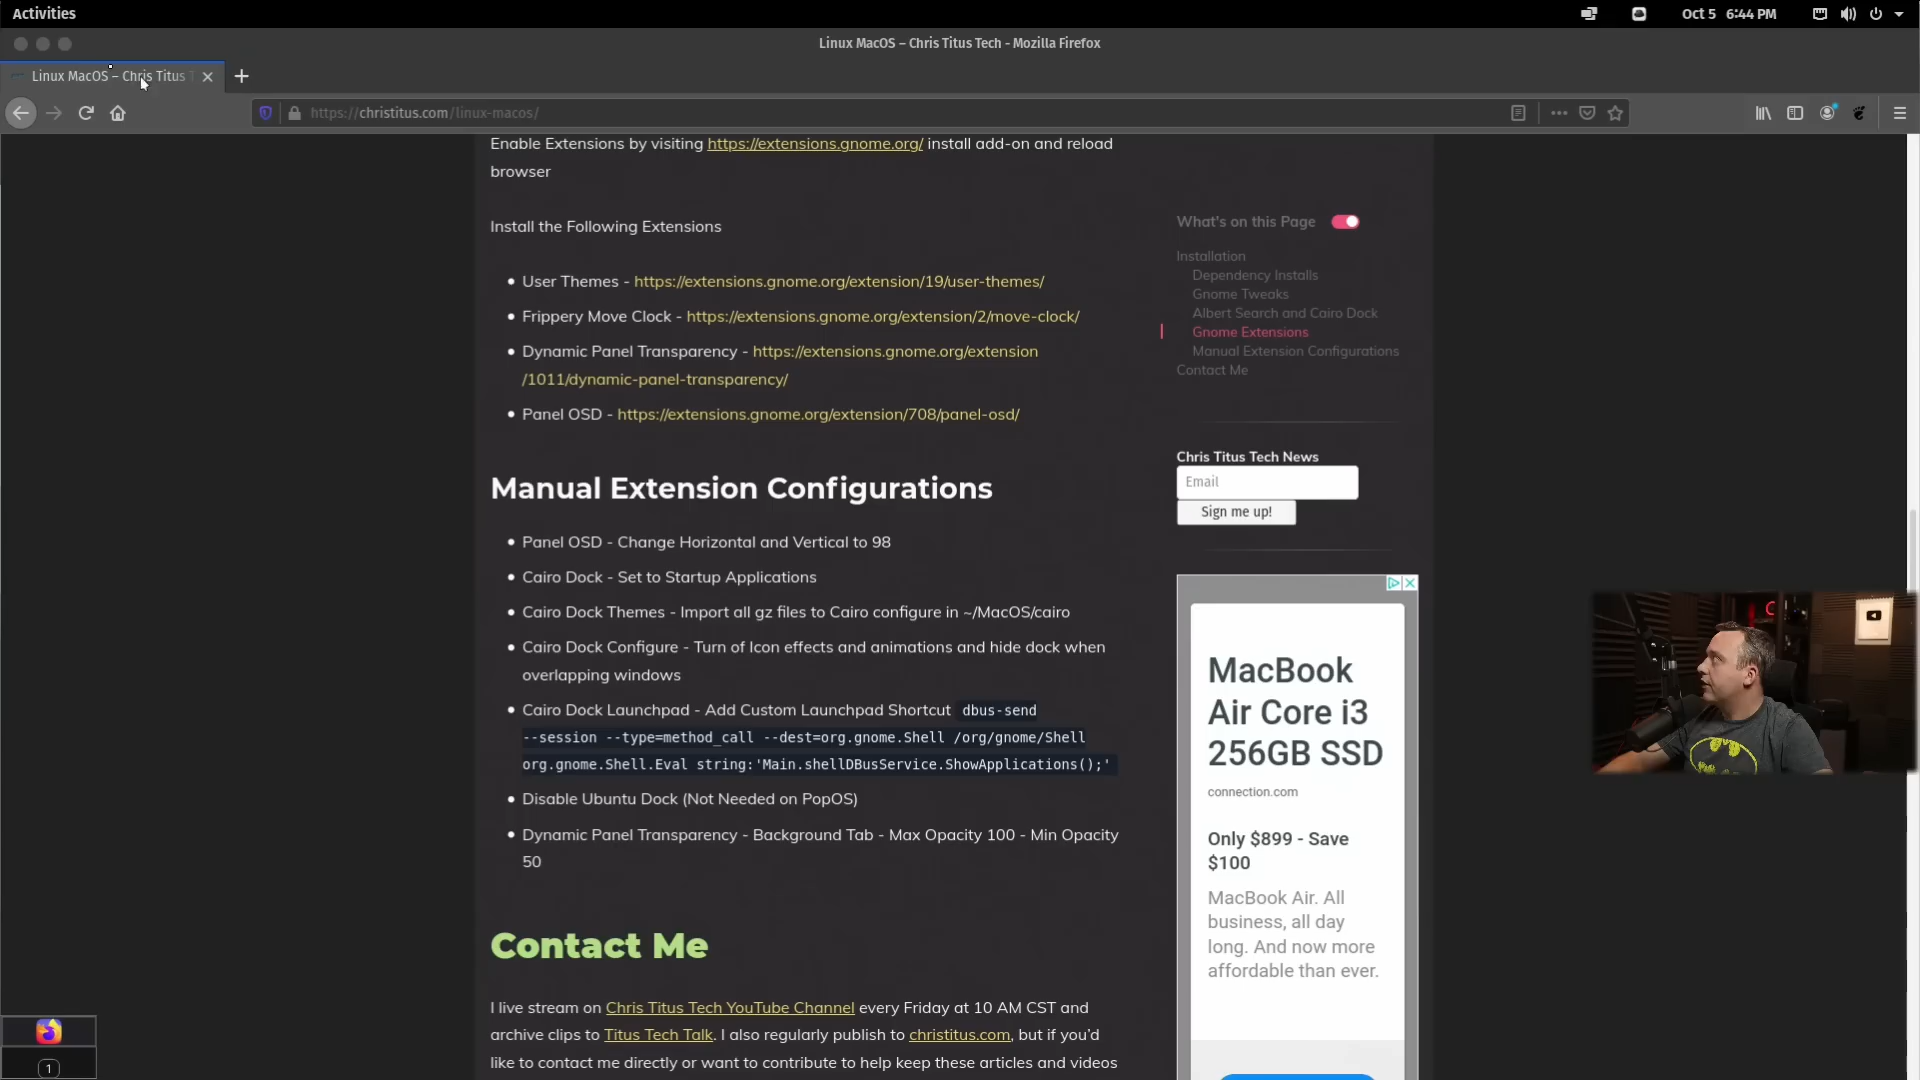 Activities
Oct 5 6:44 PM
Linux MacOS – Chris Titus Tech - Mozilla Firefox
Linux MacOS – Chris Titus T
https://christitus.com/linux-macos/
Enable Extensions by visiting https://extensions.gnome.org/ install add-on and reload
browser
Install the Following Extensions
• User Themes - https://extensions.gnome.org/extension/19/user-themes/
• Frippery Move Clock - https://extensions.gnome.org/extension/2/move-clock/
• Dynamic Panel Transparency - https://extensions.gnome.org/extension
/1011/dynamic-panel-transparency/
• Panel OSD - https://extensions.gnome.org/extension/708/panel-osd/
Manual Extension Configurations
• Panel OSD - Change Horizontal and Vertical to 98
• Cairo Dock - Set to Startup Applications
• Cairo Dock Themes - Import all gz files to Cairo configure in ~/MacOS/cairo
• Cairo Dock Configure - Turn of Icon effects and animations and hide dock when
overlapping windows
• Cairo Dock Launchpad - Add Custom Launchpad Shortcut dbus-send
--session --type=method_call --dest=org.gnome.Shell /org/gnome/Shell
org.gnome.Shell.Eval string:'Main.shellDBusService.ShowApplications();'
• Disable Ubuntu Dock (Not Needed on PopOS)
• Dynamic Panel Transparency - Background Tab - Max Opacity 100 - Min Opacity
50
Contact Me
I live stream on Chris Titus Tech YouTube Channel every Friday at 10 AM CST and
archive clips to Titus Tech Talk. I also regularly publish to christitus.com, but if you'd
like to contact me directly or want to contribute to help keep these articles and videos
What's on this Page
Installation
Dependency Installs
Gnome Tweaks
Albert Search and Cairo Dock
Gnome Extensions
Manual Extension Configurations
Contact Me
Chris Titus Tech News
Email
Sign me up!
MacBook
Air Core i3
256GB SSD
connection.com
Only $899 - Save
$100
MacBook Air. All
business, all day
long. And now more
affordable than ever.
1